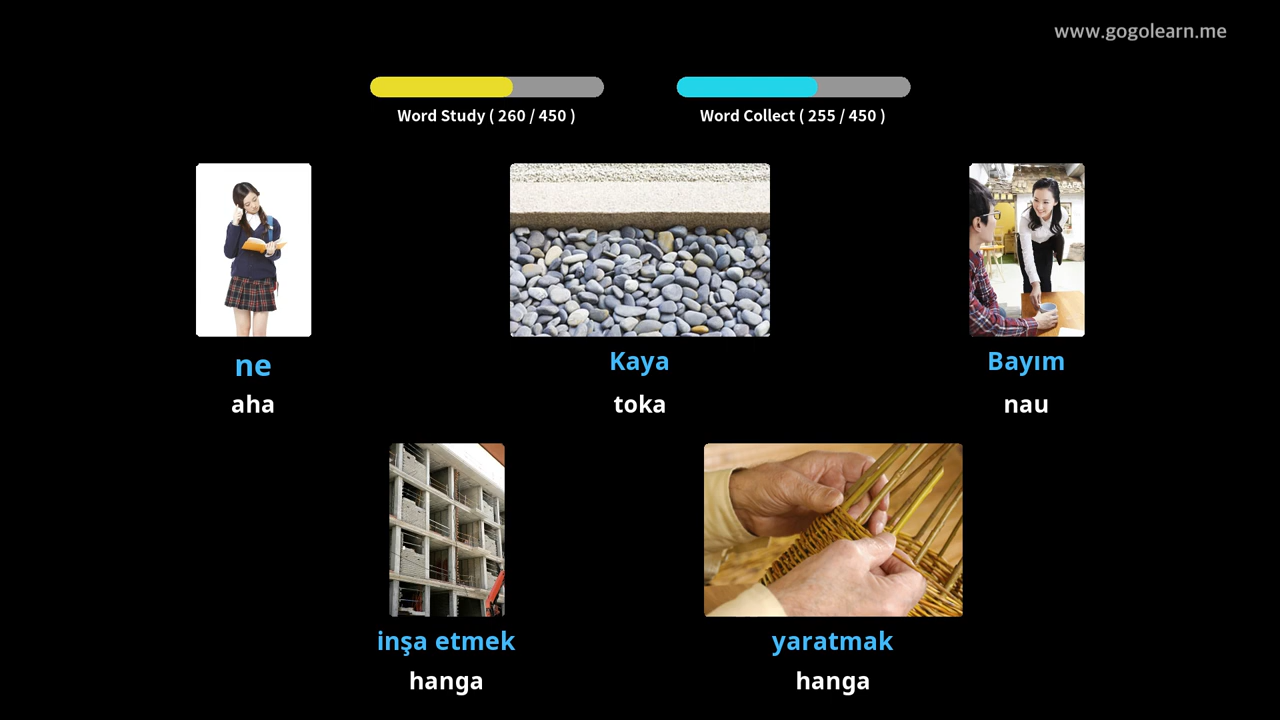 www.gogolearn.me
Word Study ( 260 / 450 )
Word Collect ( 255 / 450 )
ne
aha
Kaya
toka
Bayım
nau
inşa etmek
hanga
yaratmak
hanga